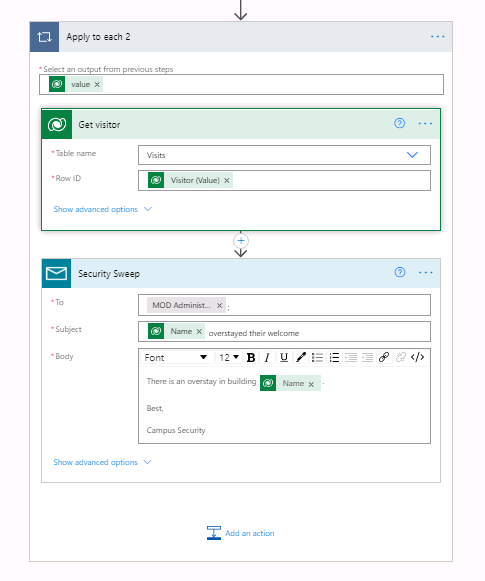 Apply to each 2
* Select an output from previous steps
value ×
Get visitor
* Table name
Visits
* Row ID
Visitor (Value) ×
Show advanced options
Security Sweep
* To
MOD Administ... × ;
* Subject
Name × overstayed their welcome
* Body
Font 12 B I U </>
There is an overstay in building Name × .
Best,
Campus Security
Show advanced options
Add an action